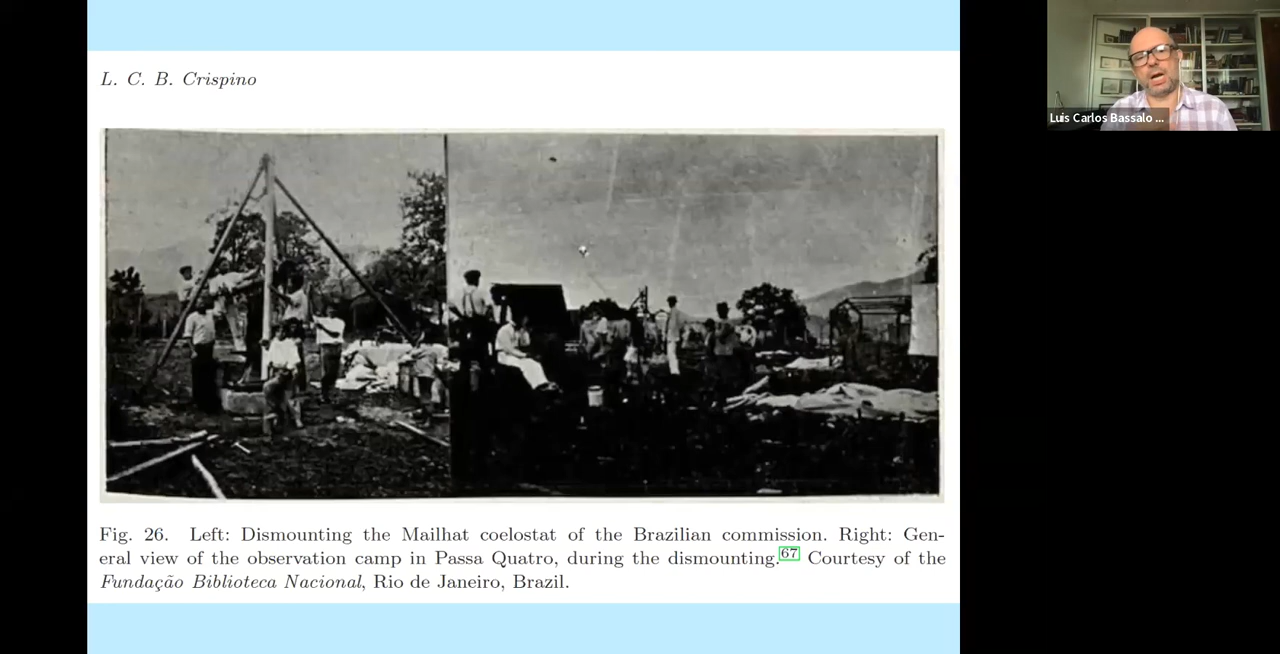 L. C. B. Crispino
Luis Carlos Bassalo ...
Fig. 26. Left: Dismounting the Mailhat coelostat of the Brazilian commission. Right: Gen-
eral view of the observation camp in Passa Quatro, during the dismounting.67 Courtesy of the
Fundação Biblioteca Nacional, Rio de Janeiro, Brazil.